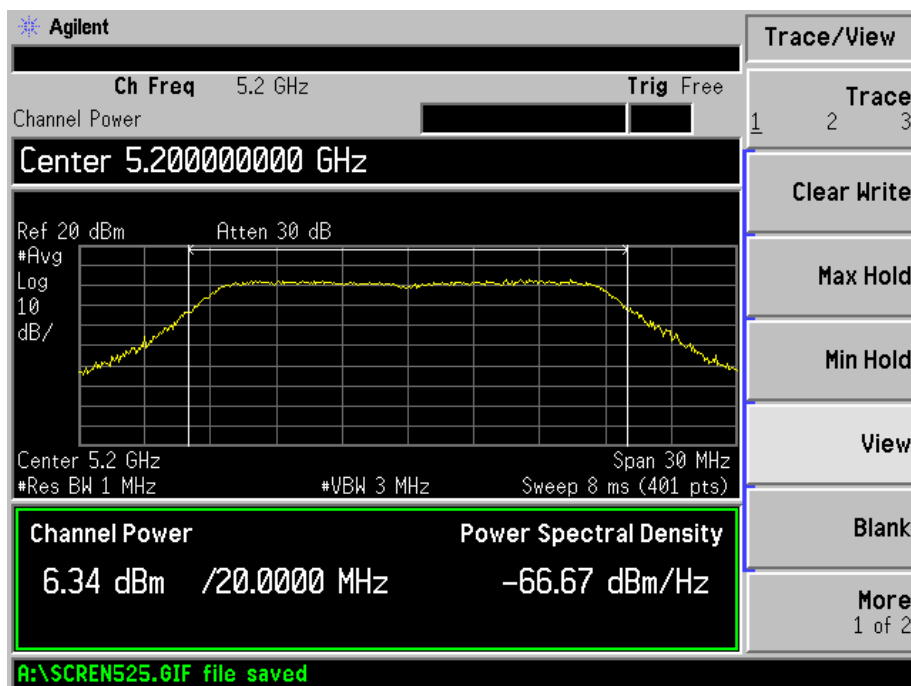 Agilent
Trace/View
Ch Freq 5.2 GHz Trig Free
Channel Power
Trace
1 2 3
Center 5.200000000 GHz
Clear Write
Ref 20 dBm Atten 30 dB
#Avg
Log
10
dB/
Max Hold
Min Hold
View
Center 5.2 GHz Span 30 MHz
#Res BW 1 MHz #VBW 3 MHz Sweep 8 ms (401 pts)
Channel Power Power Spectral Density
Blank
6.34 dBm /20.0000 MHz -66.67 dBm/Hz
More
1 of 2
A:\SCREN525.GIF file saved